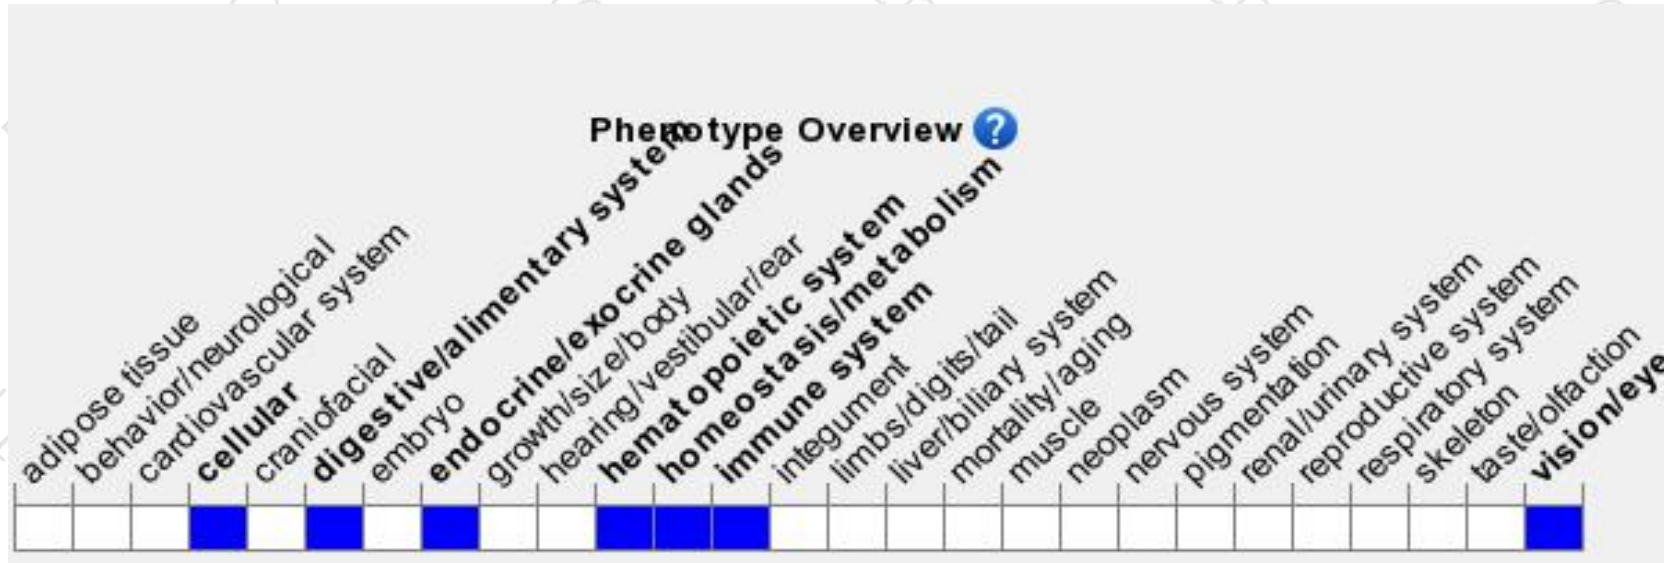 Phenotype Overview ?
adipose tissue
behavior/neurological
cardiovascular system
cellular
craniofacial
digestive/alimentary system
embryo
endocrine/exocrine glands
growth/size/body
hearing/vestibular/ear
hematopoietic system
homeostasis/metabolism
immune system
integument
limbs/digits/tail
liver/biliary system
mortality/aging
muscle
neoplasm
nervous system
pigmentation
renal/urinary system
reproductive system
respiratory system
skeleton
taste/olfaction
vision/eye